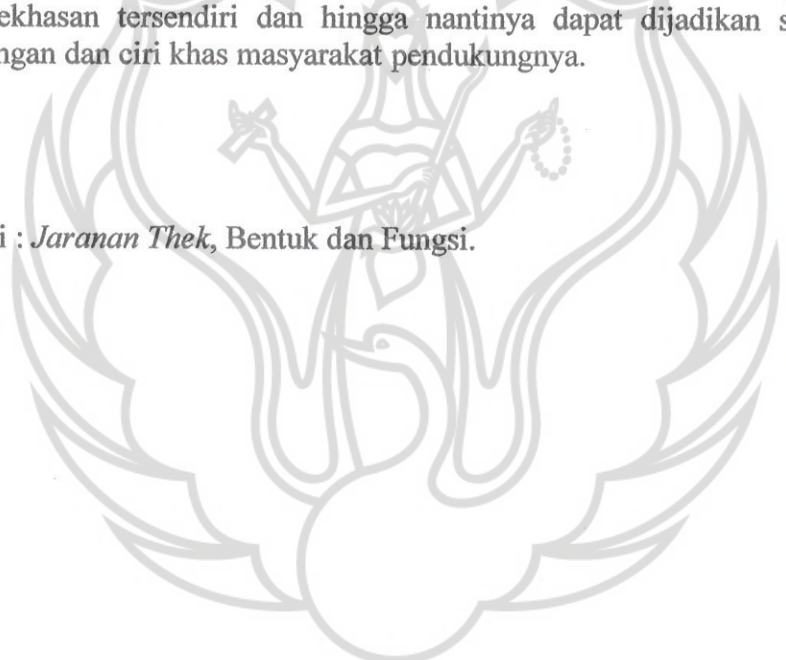 ekhasan tersendiri dan hingga nantinya dapat dijadikan s
ngan dan ciri khas masyarakat pendukungnya.
i : Jaranan Thek, Bentuk dan Fungsi.